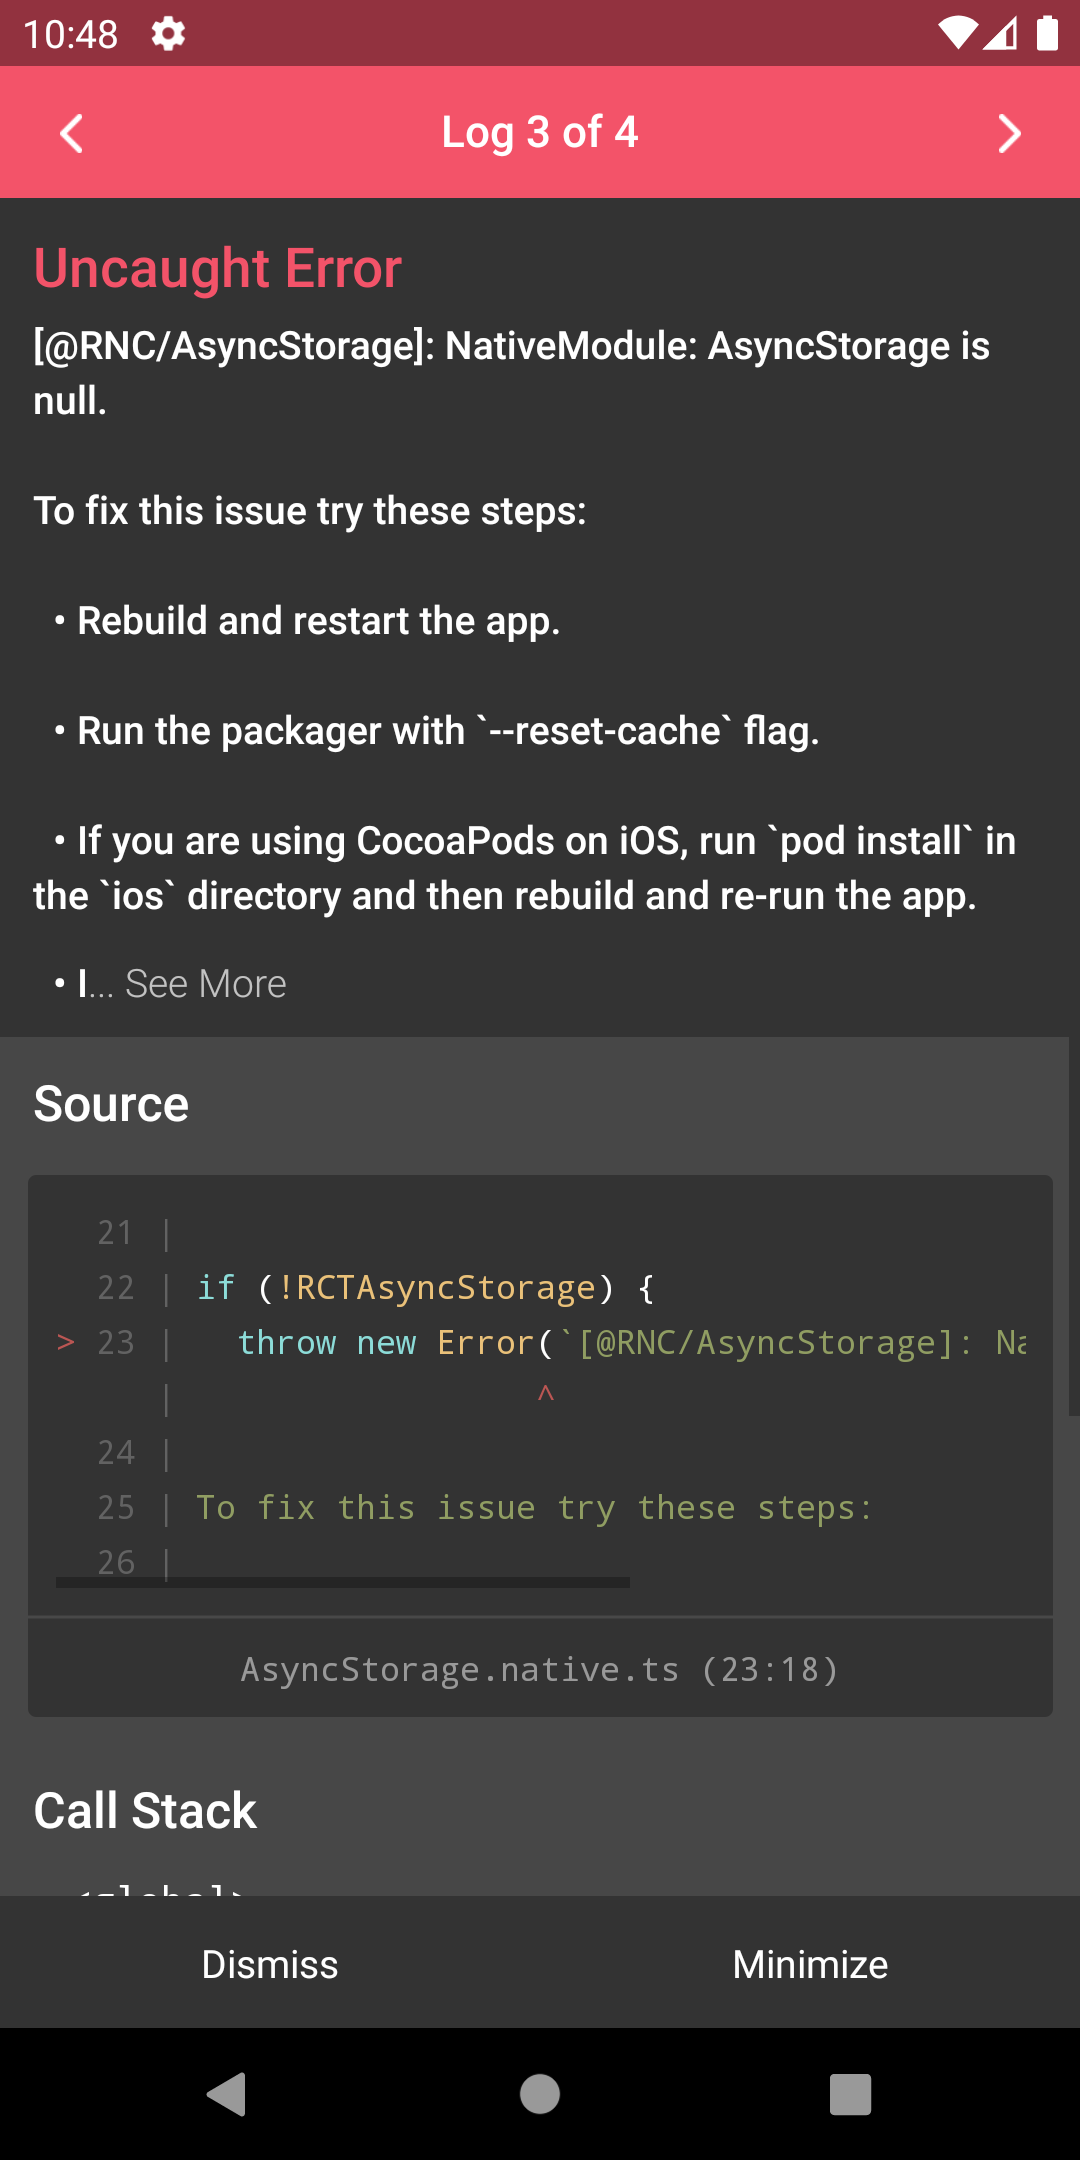 10:48
Log 3 of 4
Uncaught Error
[@RNC/AsyncStorage]: NativeModule: AsyncStorage is
null.
To fix this issue try these steps:
• Rebuild and restart the app.
• Run the packager with `--reset-cache` flag.
• If you are using CocoaPods on iOS, run `pod install` in
the `ios` directory and then rebuild and re-run the app.
• I... See More
Source
21 |
22 | if (!RCTAsyncStorage) {
> 23 |   throw new Error(`[@RNC/AsyncStorage]: Na
|                  ^
24 |
25 | To fix this issue try these steps:
26 |
AsyncStorage.native.ts (23:18)
Call Stack
<global>
Dismiss
Minimize